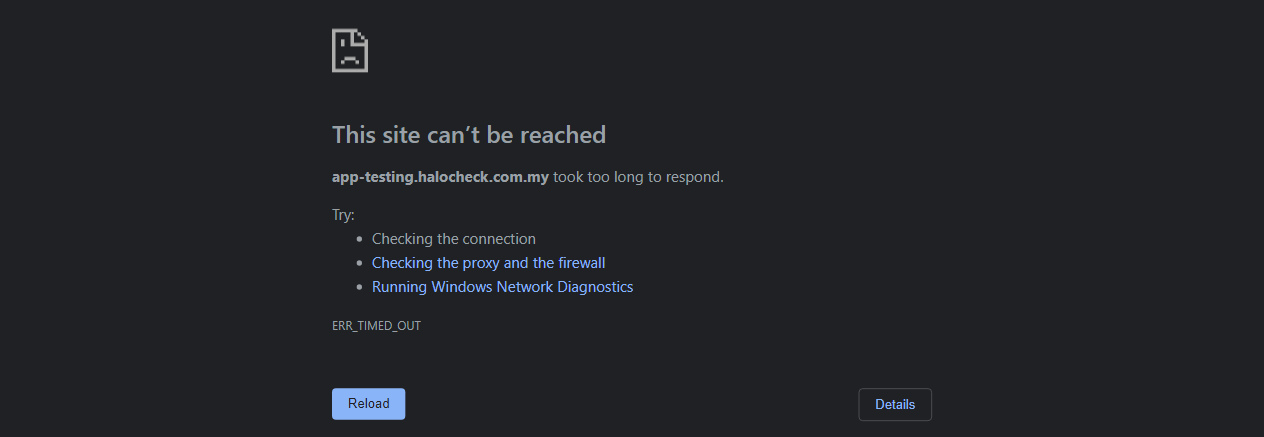 This site can’t be reached
app-testing.halocheck.com.my took too long to respond.
Try:
• Checking the connection
• Checking the proxy and the firewall
• Running Windows Network Diagnostics
ERR_TIMED_OUT
Reload
Details